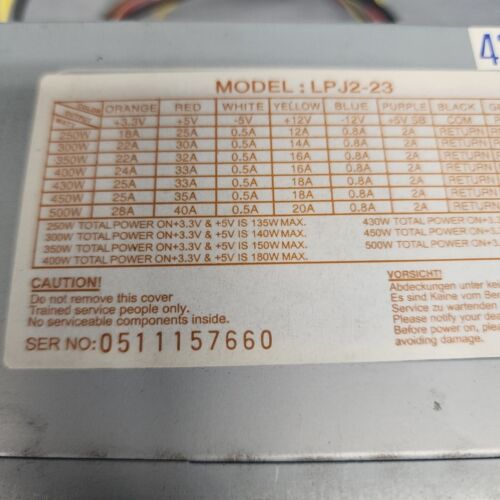 42
MODEL : LPJ2-23
COLOR ORANGE RED WHITE YELLOW BLUE PURPLE BLACK
OUTPUT +3.3V +5V -5V +12V -12V +5V SB COM
250W 18A 25A 0.5A 12A 0.8A 2A RETURN
300W 22A 30A 0.5A 14A 0.8A 2A RETURN
350W 22A 32A 0.5A 16A 0.8A 2A RETURN
400W 24A 33A 0.5A 16A 0.8A 2A RETURN
430W 25A 33A 0.5A 18A 0.8A 2A RETURN
450W 25A 35A 0.5A 18A 0.8A 2A RETURN
500W 28A 40A 0.5A 20A 0.8A 2A RETURN
250W TOTAL POWER ON+3.3V & +5V IS 135W MAX. 430W TOTAL POWER ON+3.
300W TOTAL POWER ON+3.3V & +5V IS 140W MAX. 450W TOTAL POWER ON+3.3
350W TOTAL POWER ON+3.3V & +5V IS 150W MAX. 500W TOTAL POWER ON+3.3
400W TOTAL POWER ON+3.3V & +5V IS 180W MAX.
CAUTION!
Do not remove this cover
Trained service people only.
No serviceable components inside.
SER NO: 0511157660
VORSICHT!
Abdeckungen unter kei
Es sind Keine vom Be
Service zu wartenden
Please notify your dea
Before power on, plea
avoid any